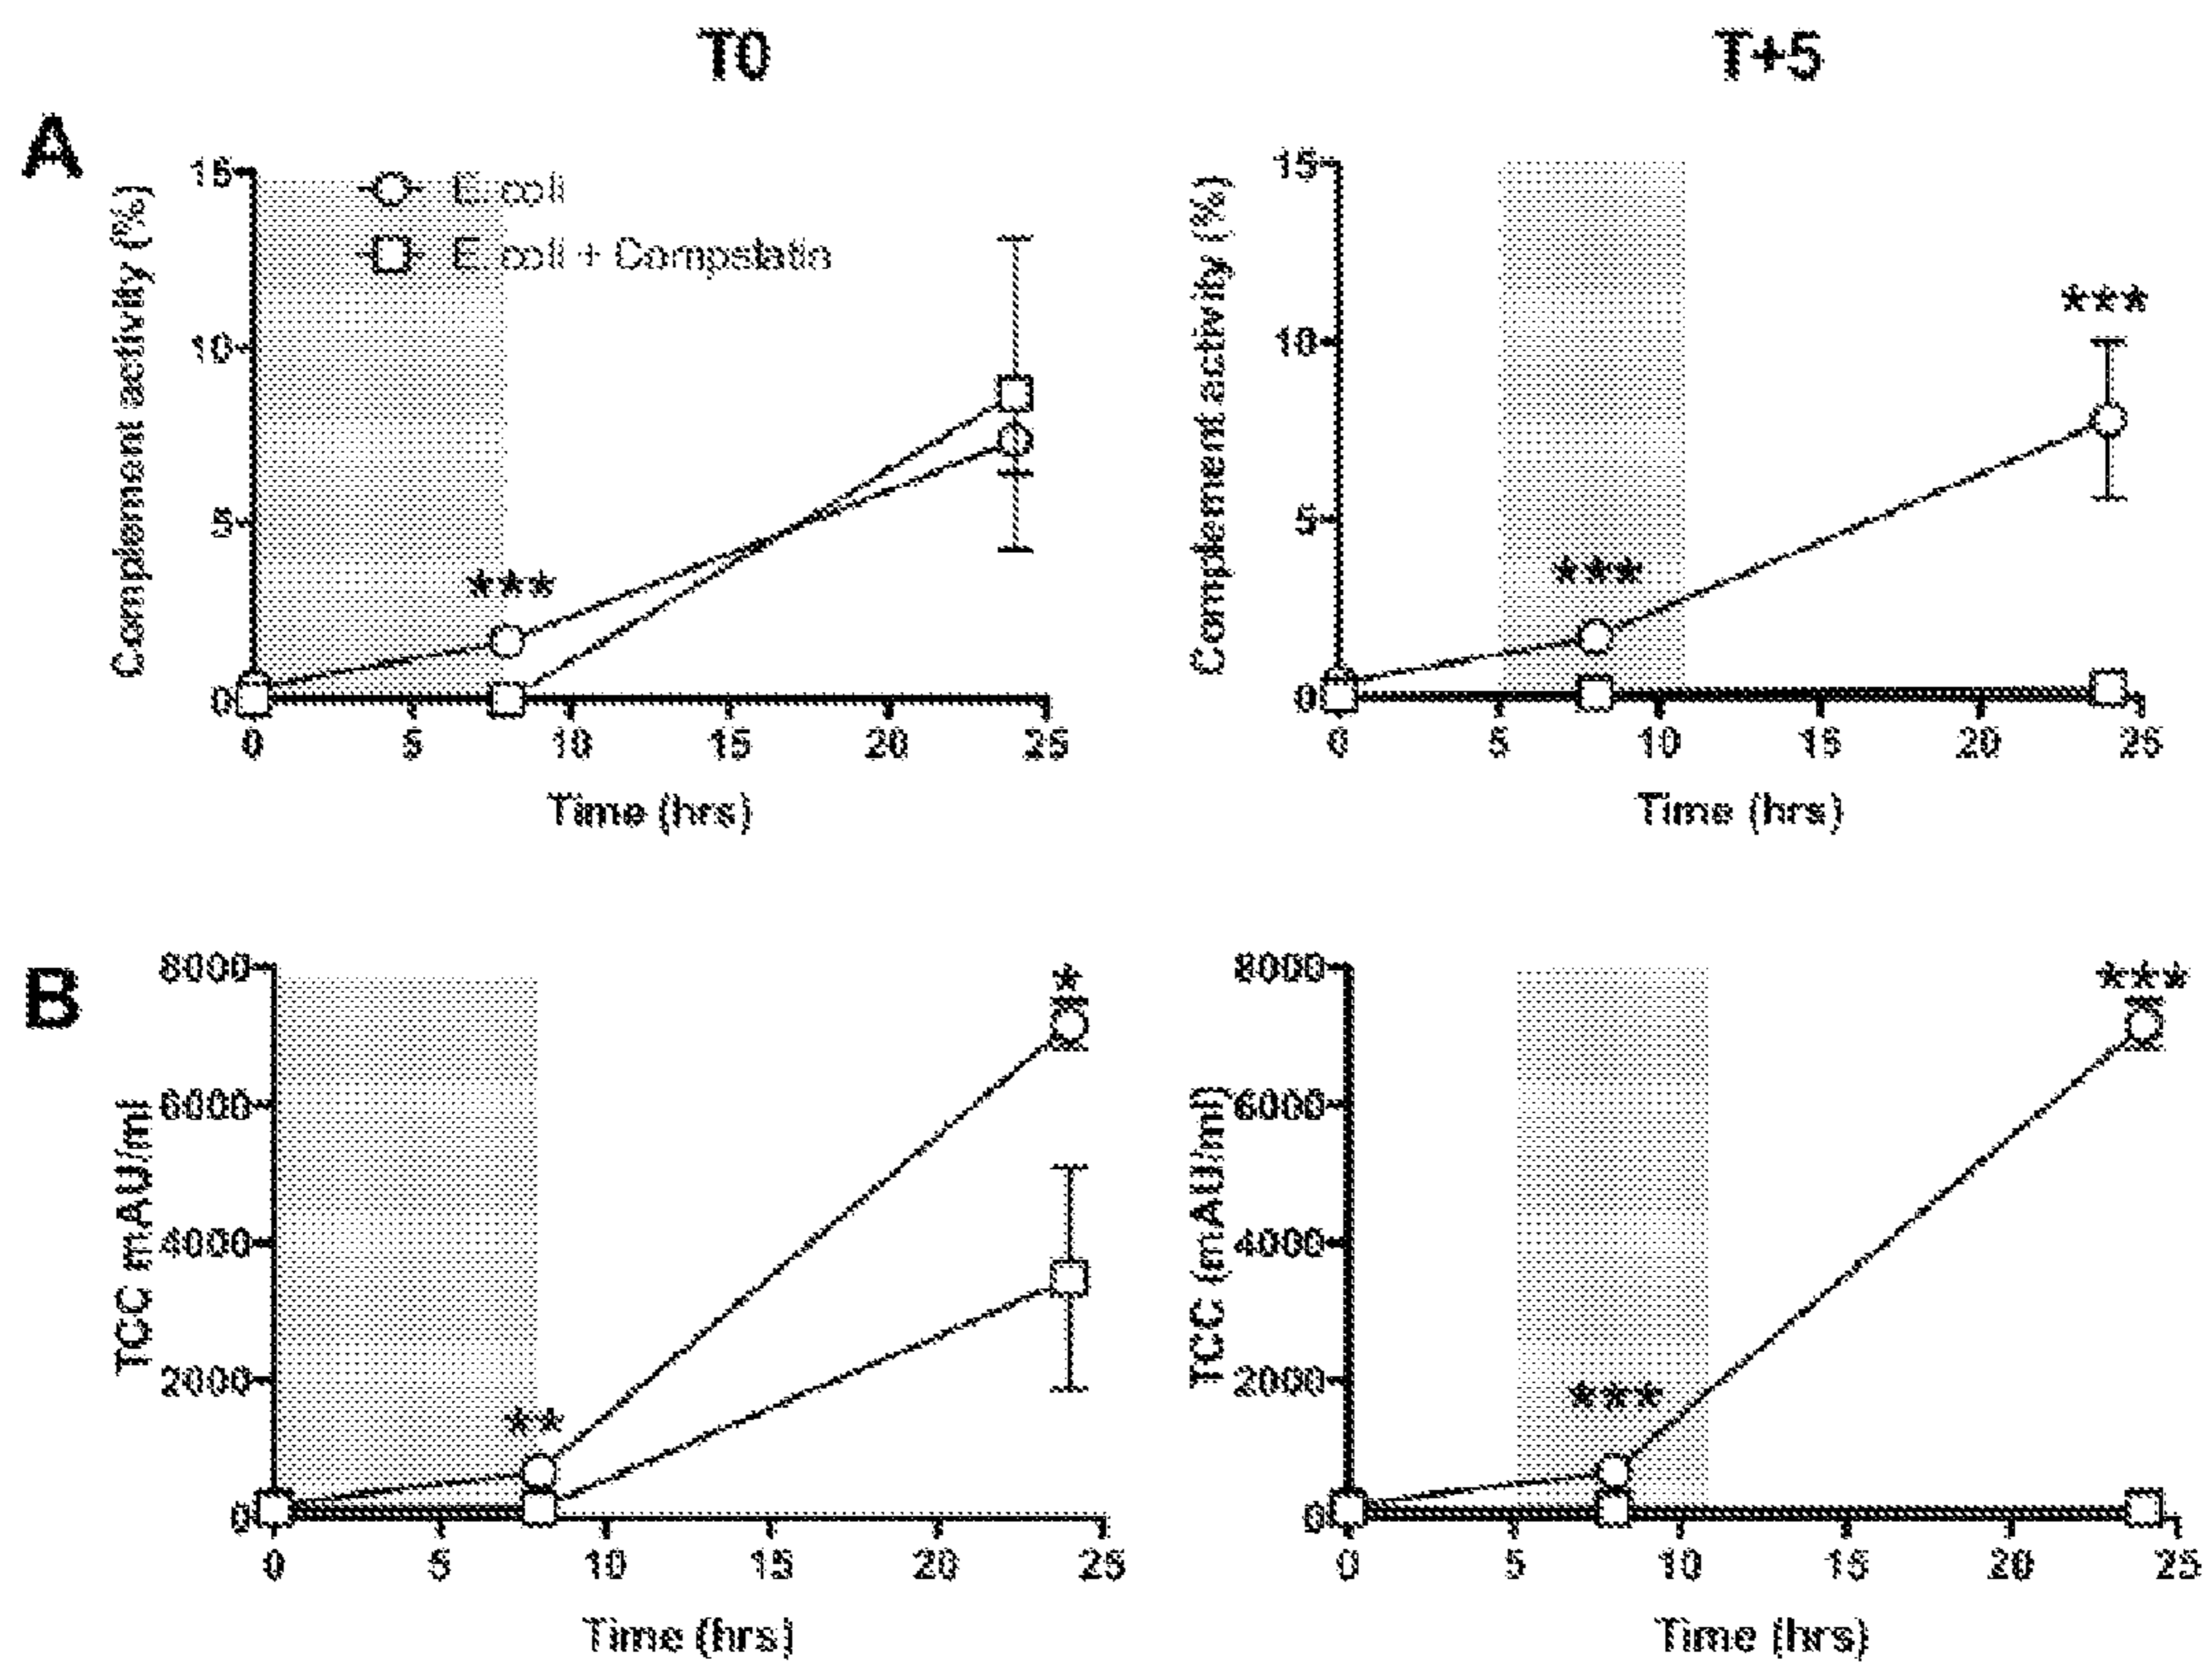 T0
T+5
A
Complement activity (%)
15
10
5
0
E.coli
E.coli + Compstatin
***
0 5 10 15 20 25
Time (hrs)
Complement activity (%)
15
10
5
0
***
***
0 5 10 15 20 25
Time (hrs)
B
TCC mAU/ml
8000
6000
4000
2000
0
**
*
0 5 10 15 20 25
Time (hrs)
TCC (mAU/ml)
8000
6000
4000
2000
0
***
***
0 5 10 15 20 25
Time (hrs)